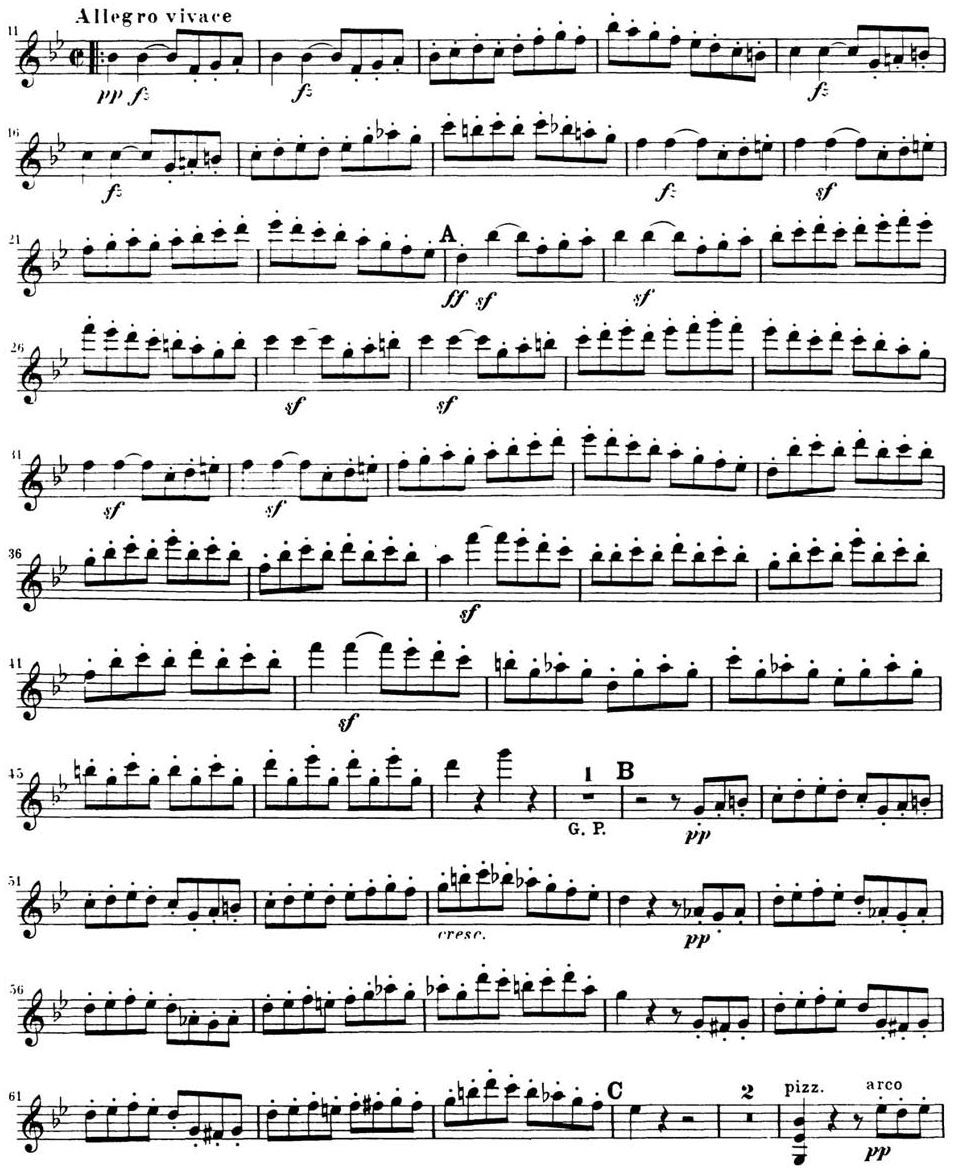 Allegro vivace
11
pp f:
f:
f:
16
f:
f:
sf
21
A
ff sf
sf
26
sf
sf
31
sf
sf
36
sf
41
sf
45
1 B
G. P.
pp
51
cresc.
pp
56
61
C
2
pizz. arco
pp